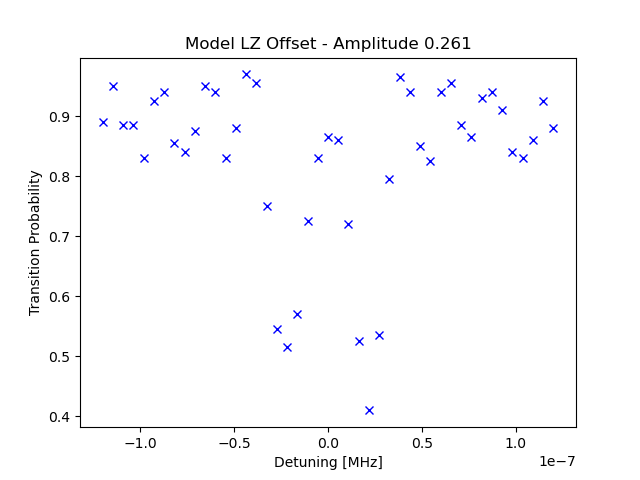 Model LZ Offset - Amplitude 0.261
Transition Probability
0.9
0.8
0.7
0.6
0.5
0.4
−1.0 −0.5 0.0 0.5 1.0
1e−7
Detuning [MHz]